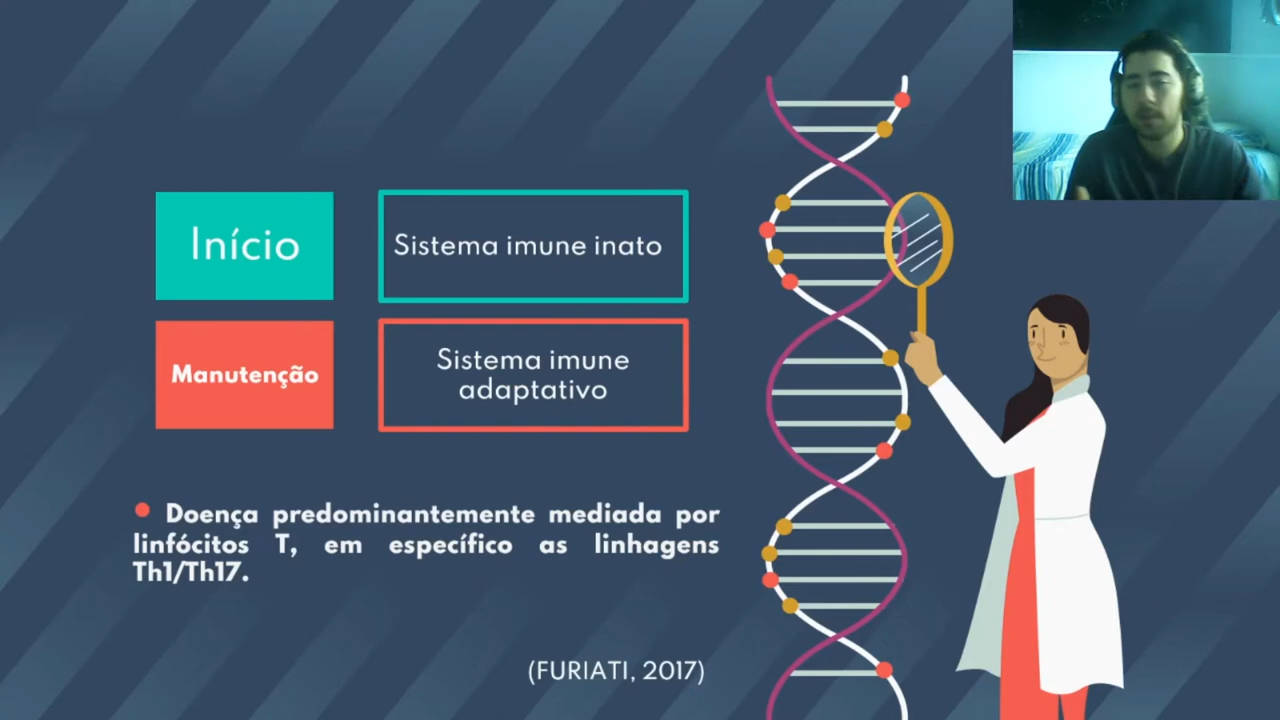 Início
Sistema imune inato
Manutenção
Sistema imune
adaptativo
Doença predominantemente mediada por
linfócitos T, em específico as linhagens
Th1/Th17.
(FURIATI, 2017)